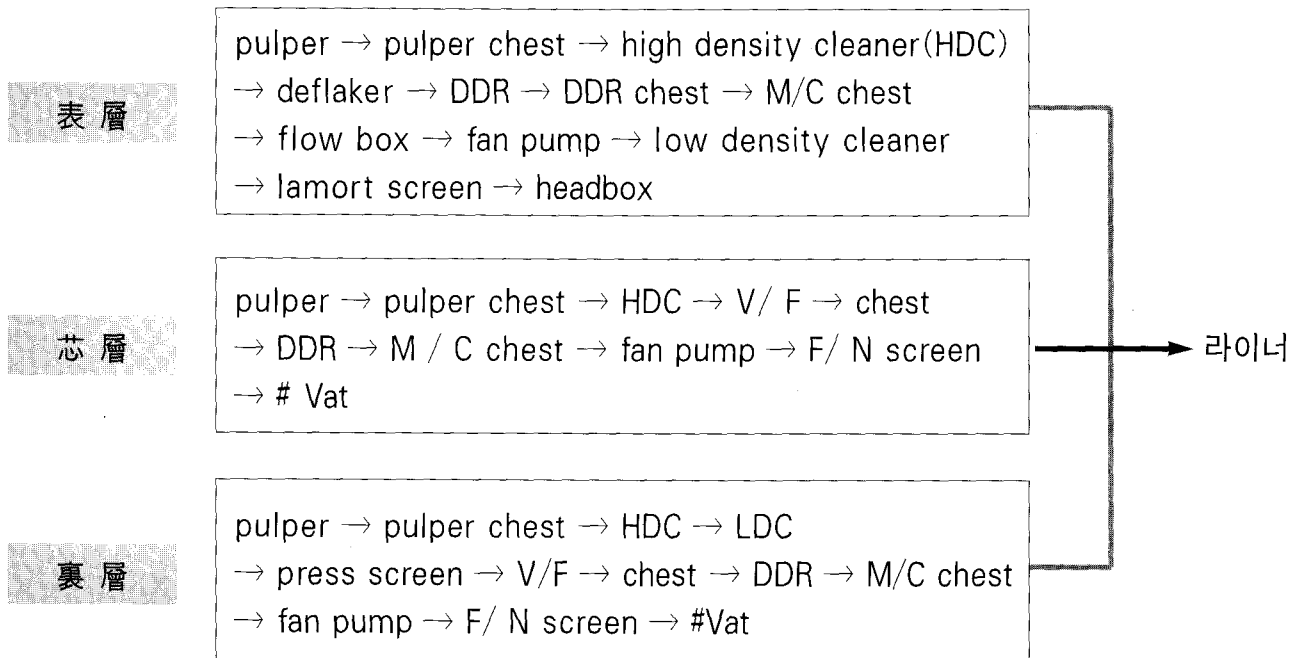 表 層
pulper → pulper chest → high density cleaner(HDC)
→ deflaker → DDR → DDR chest → M/C chest
→ flow box → fan pump → low density cleaner
→ lamort screen → headbox
芯 層
pulper → pulper chest → HDC → V/ F → chest
→ DDR → M / C chest → fan pump → F/ N screen
→ # Vat
라이너
裏 層
pulper → pulper chest → HDC → LDC
→ press screen → V/F → chest → DDR → M/C chest
→ fan pump → F/ N screen → #Vat